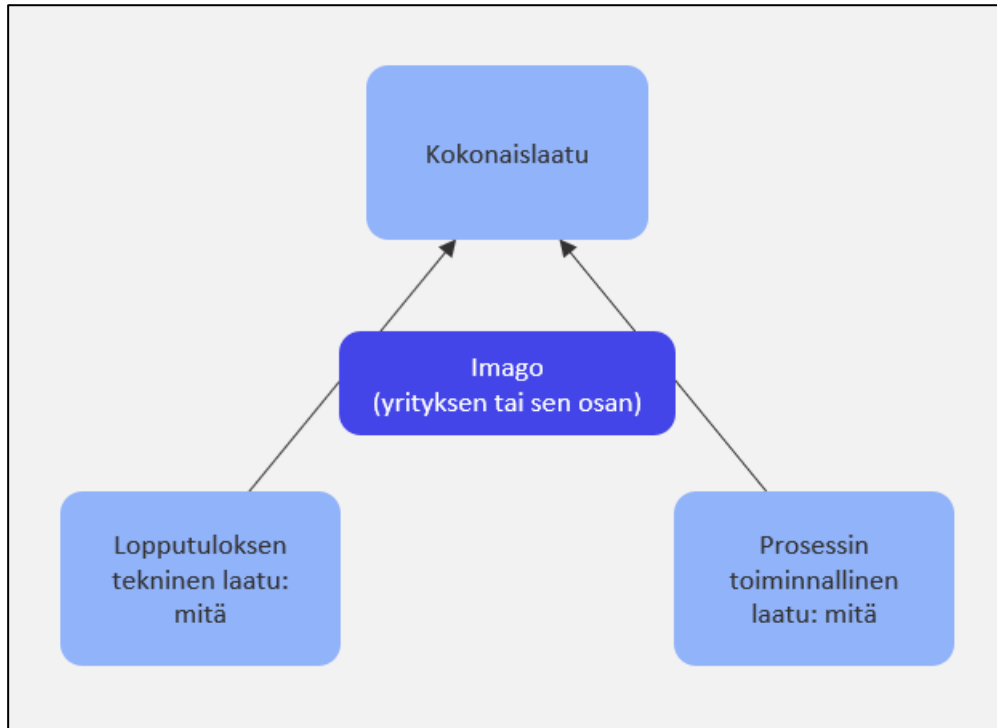 Kokonaislaatu
Imago
(yrityksen tai sen osan)
Lopputuloksen
tekninen laatu:
mitä
Prosessin
toiminnallinen
laatu: mitä